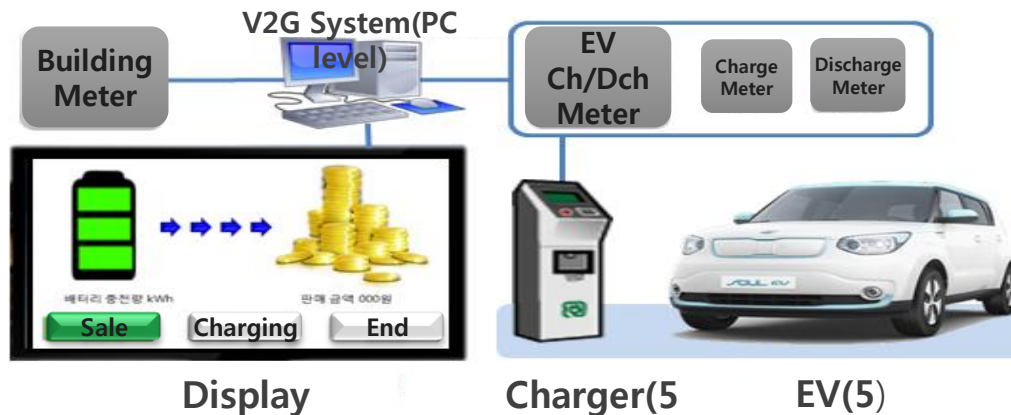 V2G System(PC
level)
Building
Meter
EV
Ch/Dch
Meter
Charge
Meter
Discharge
Meter
배터리 충전량 kWh
판매 금액 000원
Sale
Charging
End
SOUL EV
Display
Charger(5
EV(5)